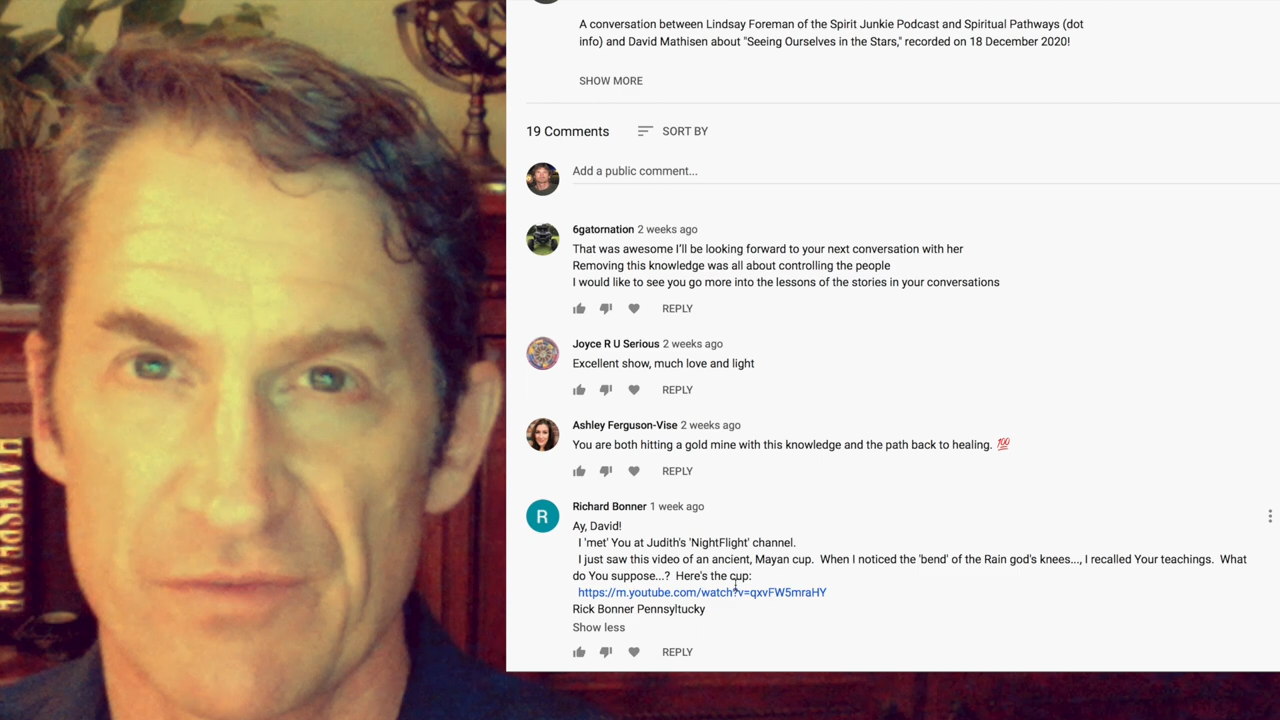 A conversation between Lindsay Foreman of the Spirit Junkie Podcast and Spiritual Pathways (dot
info) and David Mathisen about "Seeing Ourselves in the Stars," recorded on 18 December 2020!
SHOW MORE
19 Comments SORT BY
Add a public comment...
6gatornation 2 weeks ago
That was awesome I'll be looking forward to your next conversation with her
Removing this knowledge was all about controlling the people
I would like to see you go more into the lessons of the stories in your conversations
REPLY
Joyce R U Serious 2 weeks ago
Excellent show, much love and light
REPLY
Ashley Ferguson-Vise 2 weeks ago
You are both hitting a gold mine with this knowledge and the path back to healing. 💯
REPLY
R
Richard Bonner 1 week ago
Ay, David!
I 'met' You at Judith's 'NightFlight' channel.
I just saw this video of an ancient, Mayan cup. When I noticed the 'bend' of the Rain god's knees..., I recalled Your teachings. What
do You suppose...? Here's the cup:
https://m.youtube.com/watch?v=qxvFW5mraHY
Rick Bonner Pennsyltucky
Show less
REPLY
HAKESPEARE